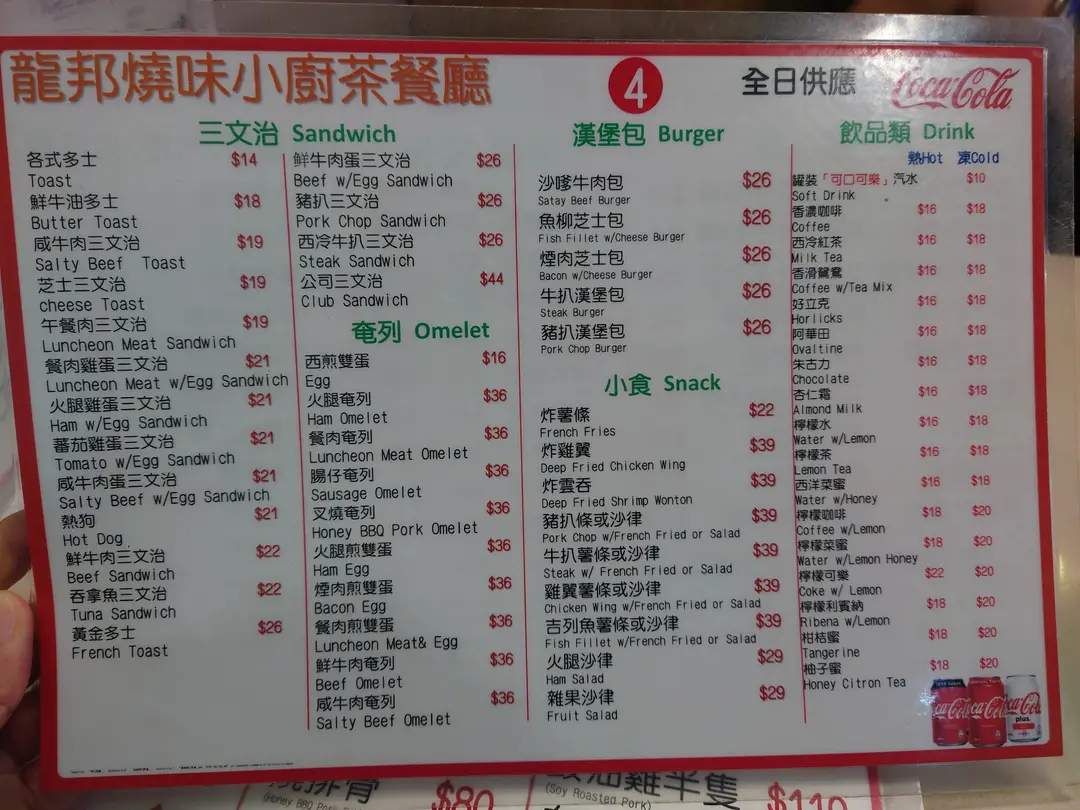 龍邦燒味小廚茶餐廳
4
全日供應
Coca-Cola
三文治 Sandwich
各式多士 $14
Toast
鮮牛油多士 $18
Butter Toast
咸牛肉三文治 $19
Salty Beef Toast
芝士三文治 $19
cheese Toast
午餐肉三文治 $19
Luncheon Meat Sandwich
餐肉雞蛋三文治 $21
Luncheon Meat w/Egg Sandwich
火腿雞蛋三文治 $21
Ham w/Egg Sandwich
蕃茄雞蛋三文治 $21
Tomato w/Egg Sandwich
咸牛肉蛋三文治 $21
Salty Beef w/Egg Sandwich
熱狗 $21
Hot Dog
鮮牛肉三文治 $22
Beef Sandwich
吞拿魚三文治 $22
Tuna Sandwich
黃金多士 $26
French Toast
鮮牛肉蛋三文治 $26
Beef w/Egg Sandwich
豬扒三文治 $26
Pork Chop Sandwich
西冷牛扒三文治 $26
Steak Sandwich
公司三文治 $44
Club Sandwich
奄列 Omelet
西煎雙蛋 $16
Egg
火腿奄列 $36
Ham Omelet
餐肉奄列 $36
Luncheon Meat Omelet
腸仔奄列 $36
Sausage Omelet
叉燒奄列 $36
Honey BBQ Pork Omelet
火腿煎雙蛋 $36
Ham Egg
煙肉煎雙蛋 $36
Bacon Egg
餐肉煎雙蛋 $36
Luncheon Meat& Egg
鮮牛肉奄列 $36
Beef Omelet
咸牛肉奄列 $36
Salty Beef Omelet
漢堡包 Burger
沙嗲牛肉包 $26
Satay Beef Burger
魚柳芝士包 $26
Fish Fillet w/Cheese Burger
煙肉芝士包 $26
Bacon w/Cheese Burger
牛扒漢堡包 $26
Steak Burger
豬扒漢堡包 $26
Pork Chop Burger
小食 Snack
炸薯條 $22
French Fries
炸雞翼 $39
Deep Fried Chicken Wing
炸雲吞 $39
Deep Fried Shrimp Wonton
豬扒條或沙律 $39
Pork Chop w/French Fried or Salad
牛扒薯條或沙律 $39
Steak w/ French Fried or Salad
雞翼薯條或沙律 $39
Chicken Wing w/French Fried or Salad
吉列魚薯條或沙律 $39
Fish Fillet w/French Fried or Salad
火腿沙律 $29
Ham Salad
雜果沙律 $29
Fruit Salad
飲品類 Drink
熱Hot 凍Cold
罐裝「可口可樂」汽水 $10
Soft Drink
香濃咖啡 $16 $18
Coffee
西冷紅茶 $16 $18
Milk Tea
香滑鴛鴦 $16 $18
Coffee w/Tea Mix
好立克 $16 $18
Horlicks
阿華田 $16 $18
Ovaltine
朱古力 $16 $18
Chocolate
杏仁霜 $16 $18
Almond Milk
檸檬水 $16 $18
Water w/Lemon
檸檬茶 $16 $18
Lemon Tea
西洋菜蜜 $16 $18
Water w/Honey
檸檬咖啡 $18 $20
Coffee w/Lemon
檸檬菜蜜 $18 $20
Water w/Lemon Honey
檸檬可樂 $22 $20
Coke w/ Lemon
檸檬利賓納 $18 $20
Ribena w/Lemon
柑桔蜜 $18 $20
Tangerine
柚子蜜 $18 $20
Honey Citron Tea
plus
排骨 $80
(Honey BBQ
豉油雞半隻 $110
(Soy Roasted Pork)